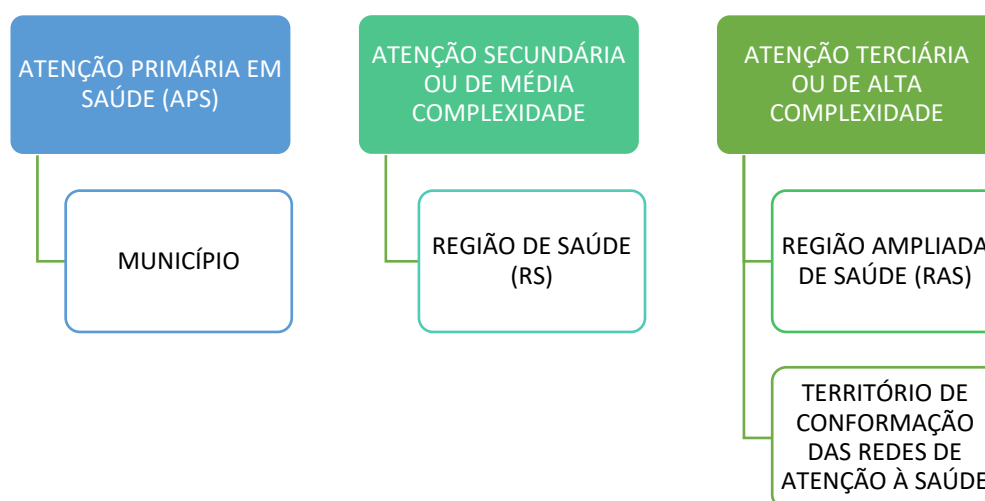 ATENÇÃO PRIMÁRIA EM
SAÚDE (APS)
MUNICÍPIO
ATENÇÃO SECUNDÁRIA
OU DE MÉDIA
COMPLEXIDADE
REGIÃO DE SAÚDE
(RS)
ATENÇÃO TERCIÁRIA
OU DE ALTA
COMPLEXIDADE
REGIÃO AMPLIADA
DE SAÚDE (RAS)
TERRITÓRIO DE
CONFORMAÇÃO
DAS REDES DE
ATENÇÃO À SAÚDE